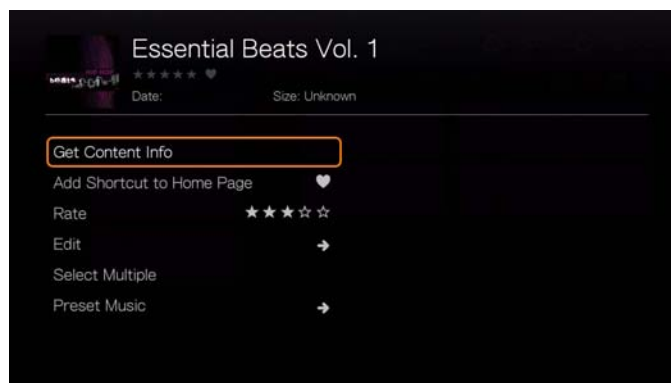 Essential Beats Vol. 1
Date: Size: Unknown
Get Content Info
Add Shortcut to Home Page
Rate
Edit
Select Multiple
Preset Music